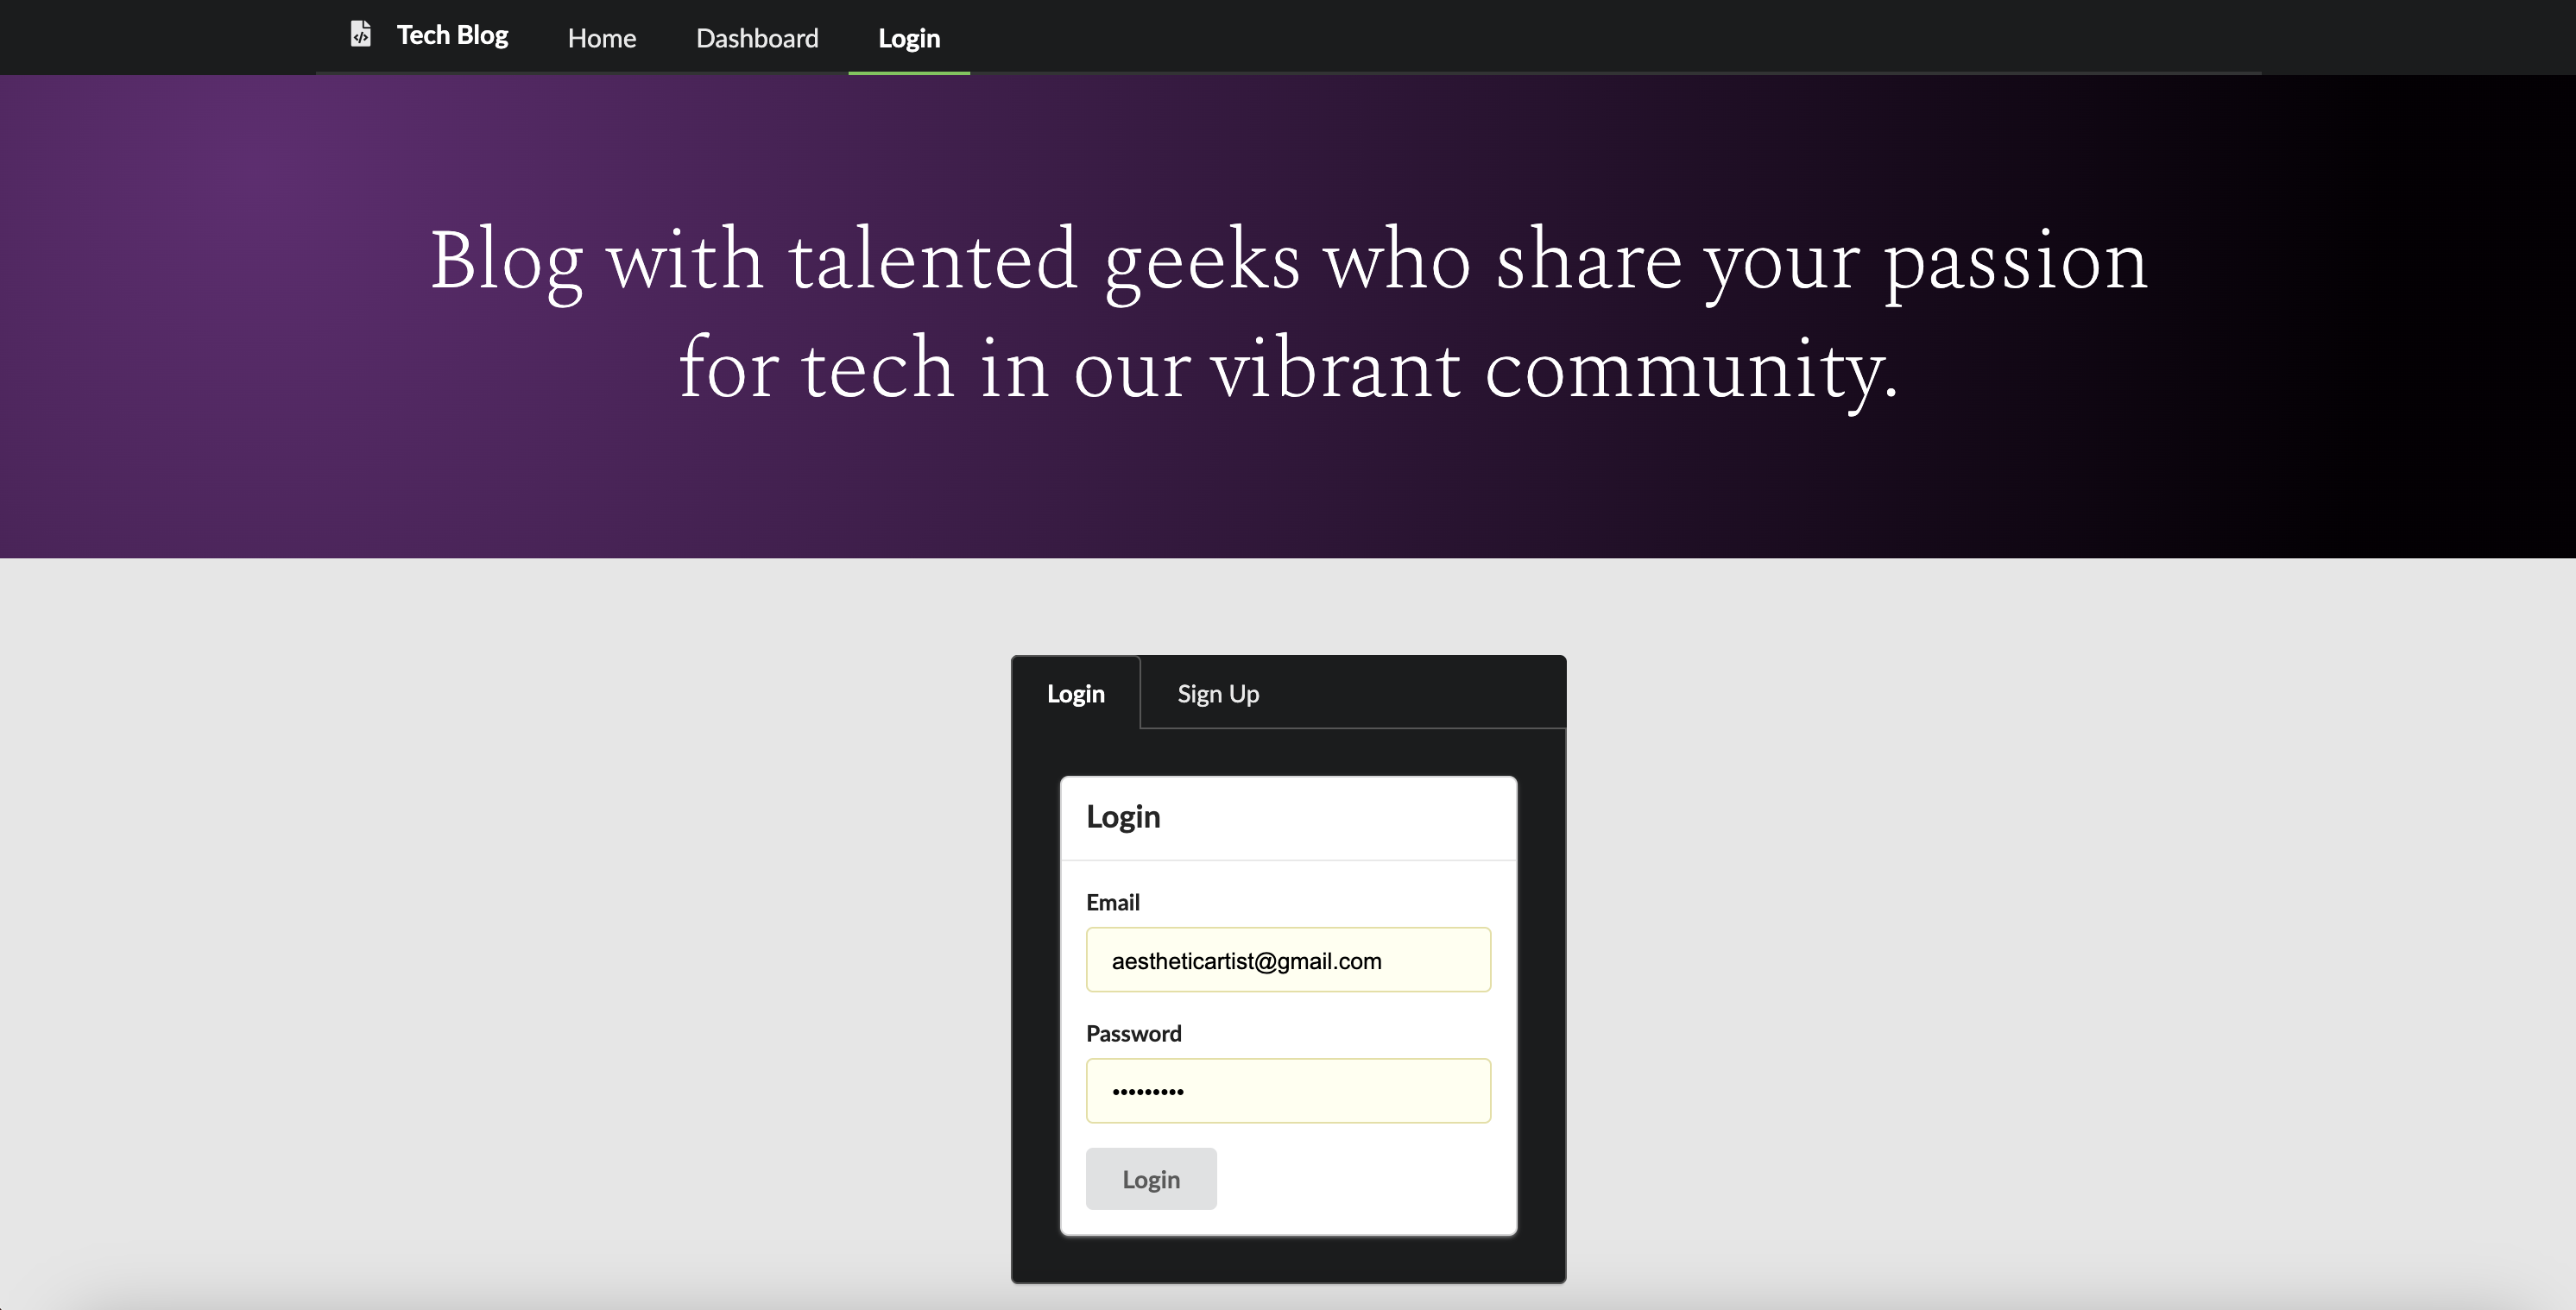 Tech Blog Home Dashboard Login
Blog with talented geeks who share your passion
for tech in our vibrant community.
Login Sign Up
Login
Email
aestheticartist@gmail.com
Password
•••••••••
Login